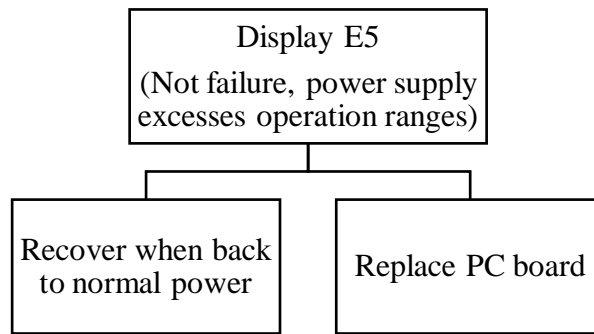 Display E5
(Not failure, power supply
excesses operation ranges)
Recover when back
to normal power
Replace PC board